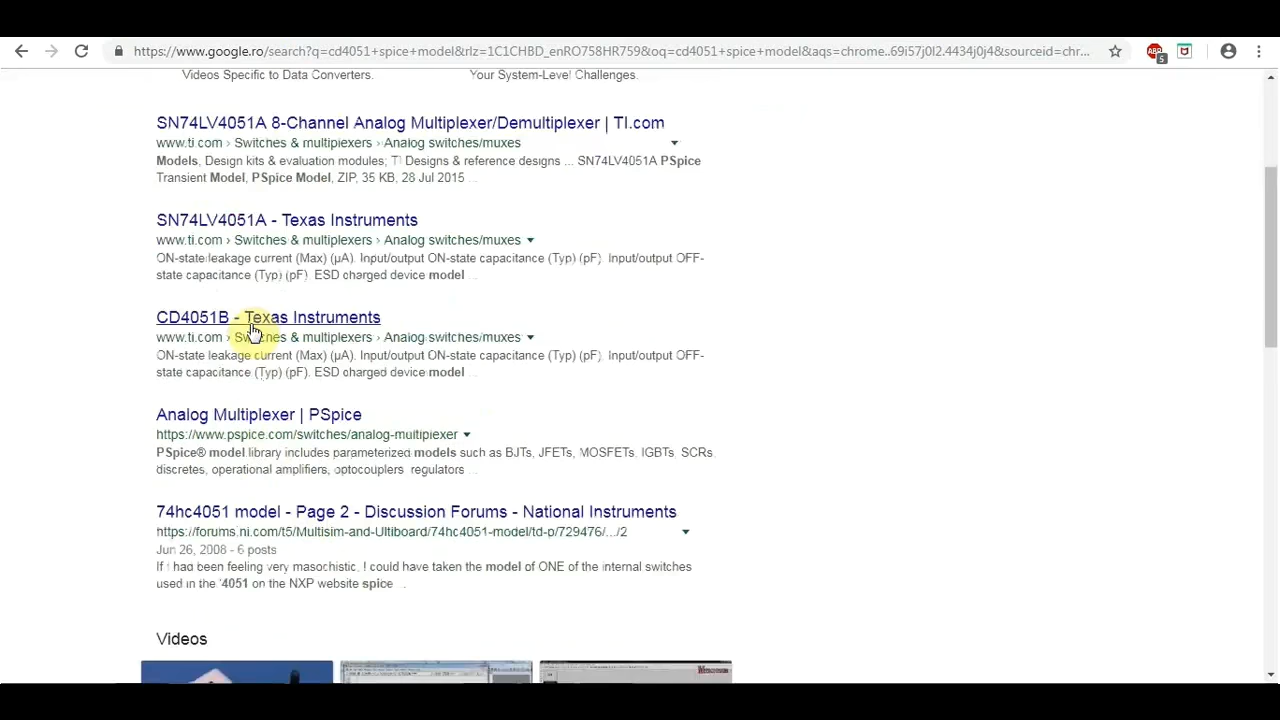 https://www.google.ro/search?q=cd4051+spice+model&rlz=1C1CHBD_enRO758HR759&oq=cd4051+spice+model&aqs=chrome..69i57j0l2.4434j0j4&sourceid=chr...
ABP
5
Videos Specific to Data Converters.
Your System-Level Challenges.
SN74LV4051A 8-Channel Analog Multiplexer/Demultiplexer | TI.com
www.ti.com › Switches & multiplexers › Analog switches/muxes
Models, Design kits & evaluation modules; TI Designs & reference designs ... SN74LV4051A PSpice
Transient Model, PSpice Model, ZIP, 35 KB, 28 Jul 2015 ...
SN74LV4051A - Texas Instruments
www.ti.com › Switches & multiplexers › Analog switches/muxes
ON-state leakage current (Max) (µA). Input/output ON-state capacitance (Typ) (pF). Input/output OFF-
state capacitance (Typ) (pF). ESD charged device model ...
CD4051B - Texas Instruments
www.ti.com › Switches & multiplexers › Analog switches/muxes
ON-state leakage current (Max) (µA). Input/output ON-state capacitance (Typ) (pF). Input/output OFF-
state capacitance (Typ) (pF). ESD charged device model ...
Analog Multiplexer | PSpice
https://www.pspice.com/switches/analog-multiplexer
PSpice® model library includes parameterized models such as BJTs, JFETs, MOSFETs, IGBTs, SCRs,
discretes, operational amplifiers, optocouplers, regulators ...
74hc4051 model - Page 2 - Discussion Forums - National Instruments
https://forums.ni.com/t5/Multisim-and-Ultiboard/74hc4051-model/td-p/729476/.../2
Jun 26, 2008 - 6 posts
If I had been feeling very masochistic, I could have taken the model of ONE of the internal switches
used in the '4051 on the NXP website spice ...
Videos